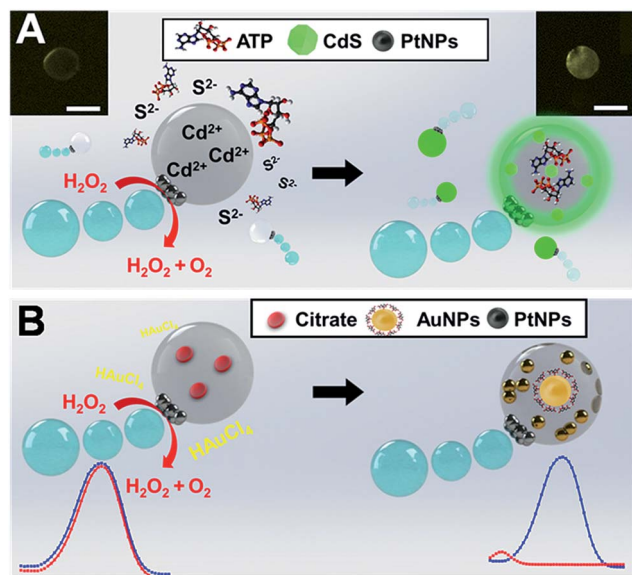 A
ATP CdS PtNPs
S²⁻
S²⁻
Cd²⁺
Cd²⁺ Cd²⁺
S²⁻
S²⁻
S²⁻
H₂O₂
H₂O₂ + O₂
B
Citrate AuNPs PtNPs
HAuCl₄
HAuCl₄
H₂O₂
HAuCl₄
H₂O₂ + O₂